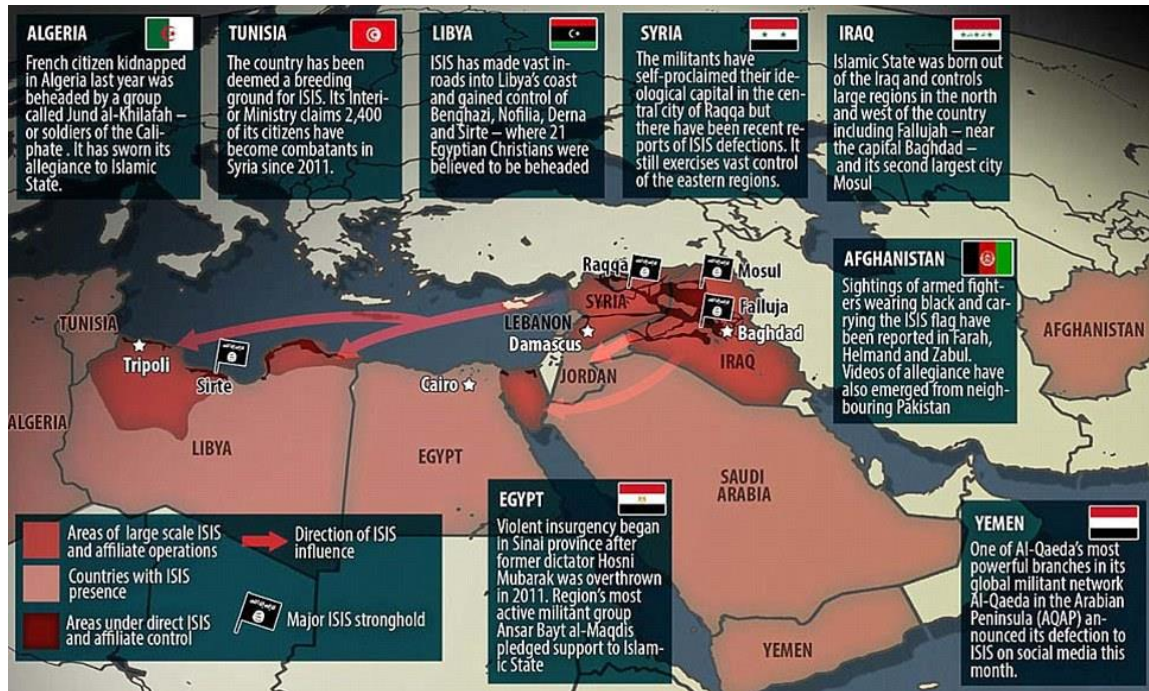 ALGERIA
French citizen kidnapped
in Algeria last year was
beheaded by a group
called Jund al-Khilafah –
or soldiers of the Cali-
phate . It has sworn its
allegiance to Islamic
State.
TUNISIA
The country has been
deemed a breeding
ground for ISIS. Its Interi-
or Ministry claims 2,400
of its citizens have
become combatants in
Syria since 2011.
LIBYA
ISIS has made vast in-
roads into Libya's coast
and gained control of
Benghazi, Nofilia, Derna
and Sirte – where 21
Egyptian Christians were
believed to be beheaded
SYRIA
The militants have
self-proclaimed their ide-
ological capital in the cen-
tral city of Raqqa but
there have been recent re-
ports of ISIS defections. It
still exercises vast control
of the eastern regions.
IRAQ
Islamic State was born out
of the Iraq and controls
large regions in the north
and west of the country
including Fallujah – near
the capital Baghdad –
and its second largest city
Mosul
AFGHANISTAN
Sightings of armed fight-
ers wearing black and car-
rying the ISIS flag have
been reported in Farah,
Helmand and Zabul.
Videos of allegiance have
also emerged from neigh-
bouring Pakistan
Raqqa
Mosul
SYRIA
Falluja
LEBANON
Baghdad
Damascus
TUNISIA
Tripoli
Sirte
Cairo
JORDAN
IRAQ
AFGHANISTAN
ALGERIA
LIBYA
EGYPT
SAUDI
ARABIA
YEMEN
EGYPT
Violent insurgency began
in Sinai province after
former dictator Hosni
Mubarak was overthrown
in 2011. Region's most
active militant group
Ansar Bayt al-Maqdis
pledged support to Islam-
ic State
YEMEN
One of Al-Qaeda's most
powerful branches in its
global militant network
Al-Qaeda in the Arabian
Peninsula (AQAP) an-
nounced its defection to
ISIS on social media this
month.
Areas of large scale ISIS
and affiliate operations
Direction of ISIS
influence
Countries with ISIS
presence
Areas under direct ISIS
and affiliate control
Major ISIS stronghold